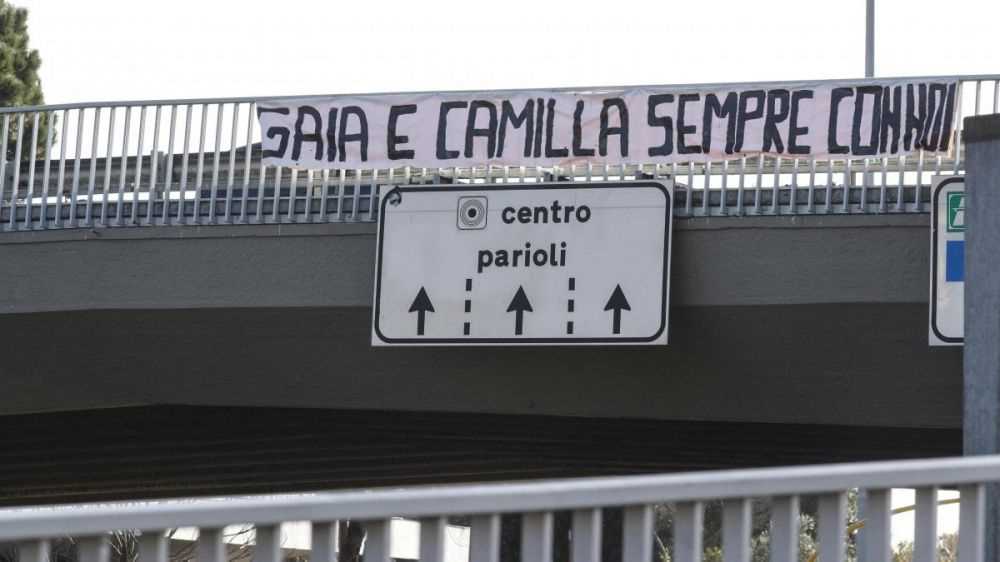 GAIA E CAMILLA SEMPRE CON NOI
centro
parioli